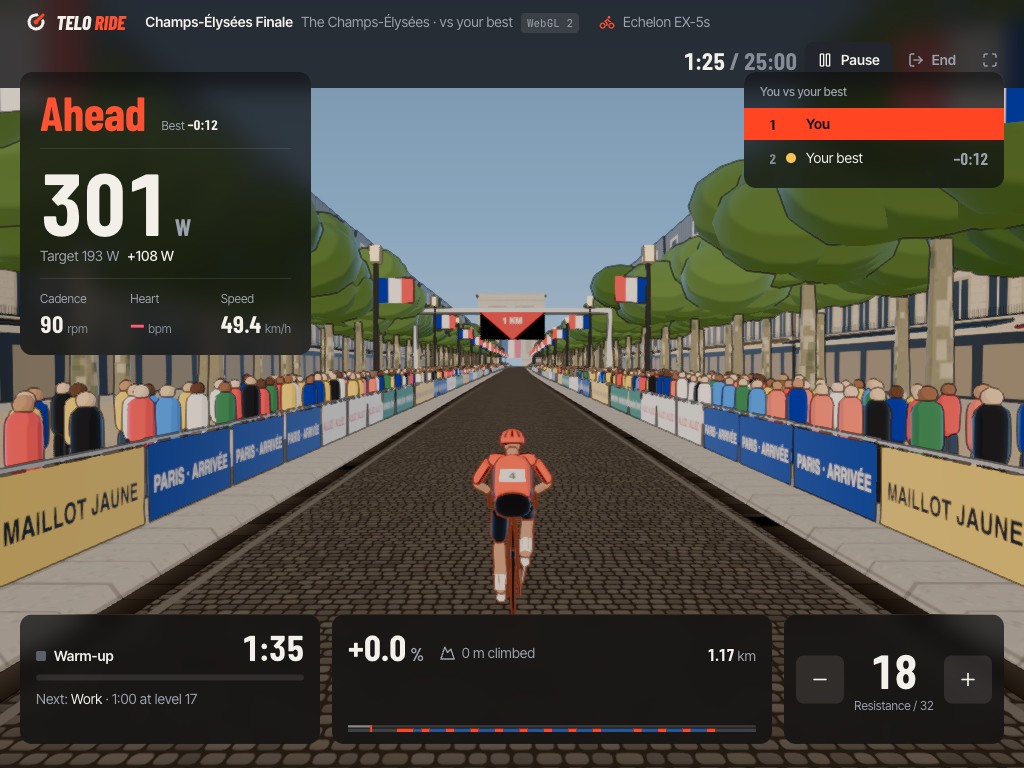 TELO RIDE Champs-Élysées Finale The Champs-Élysées · vs your best WebGL 2 Echelon EX-5s
1:25 / 25:00 Pause End
Ahead Best −0:12
301 W
Target 193 W +108 W
Cadence Heart Speed
90 rpm — bpm 49.4 km/h
You vs your best
1 You
2 Your best −0:12
1 KM
PARIS · ARRIVÉE
PARIS · ARRIVÉE
PARIS · ARRIVÉE
MAILLOT JAUNE
PARIS · ARRIVÉE
PARIS · ARRIVÉE
PARIS · ARRIVÉE
MAILLOT JAUNE
4
Warm-up 1:35
Next: Work · 1:00 at level 17
+0.0 % 0 m climbed 1.17 km
− 18 +
Resistance / 32